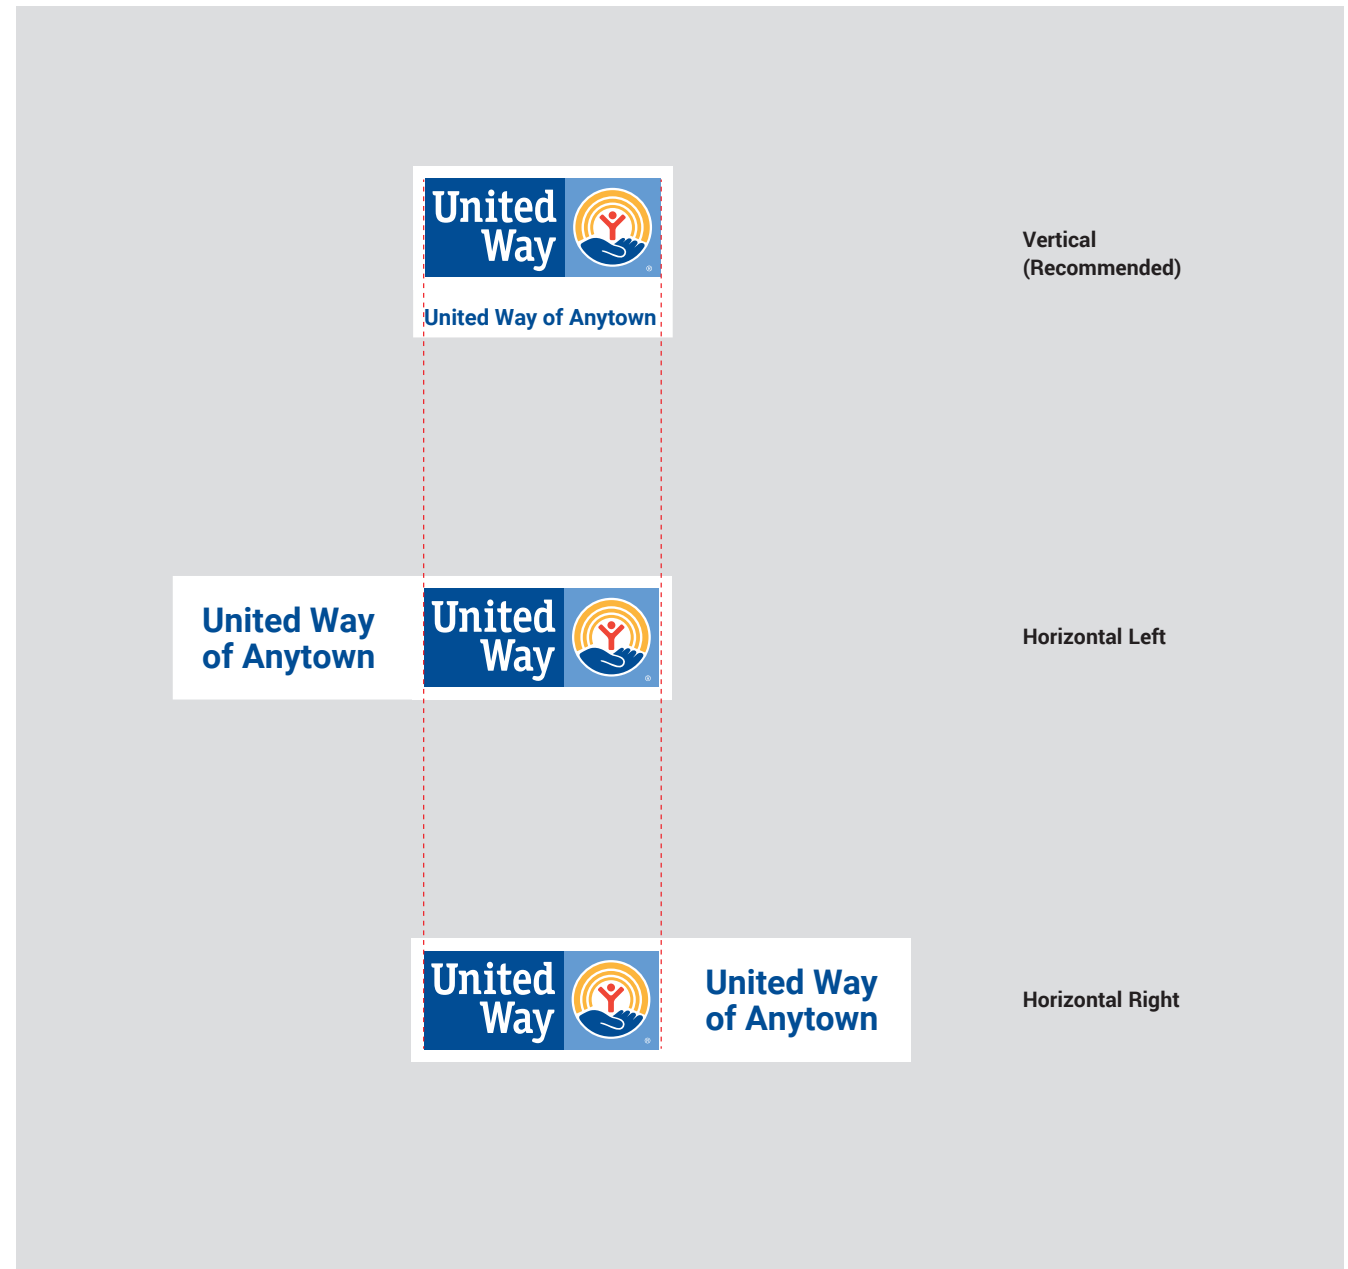 United
Way
®
United Way of Anytown
Vertical
(Recommended)
United Way
of Anytown
United
Way
®
Horizontal Left
United
Way
®
United Way
of Anytown
Horizontal Right